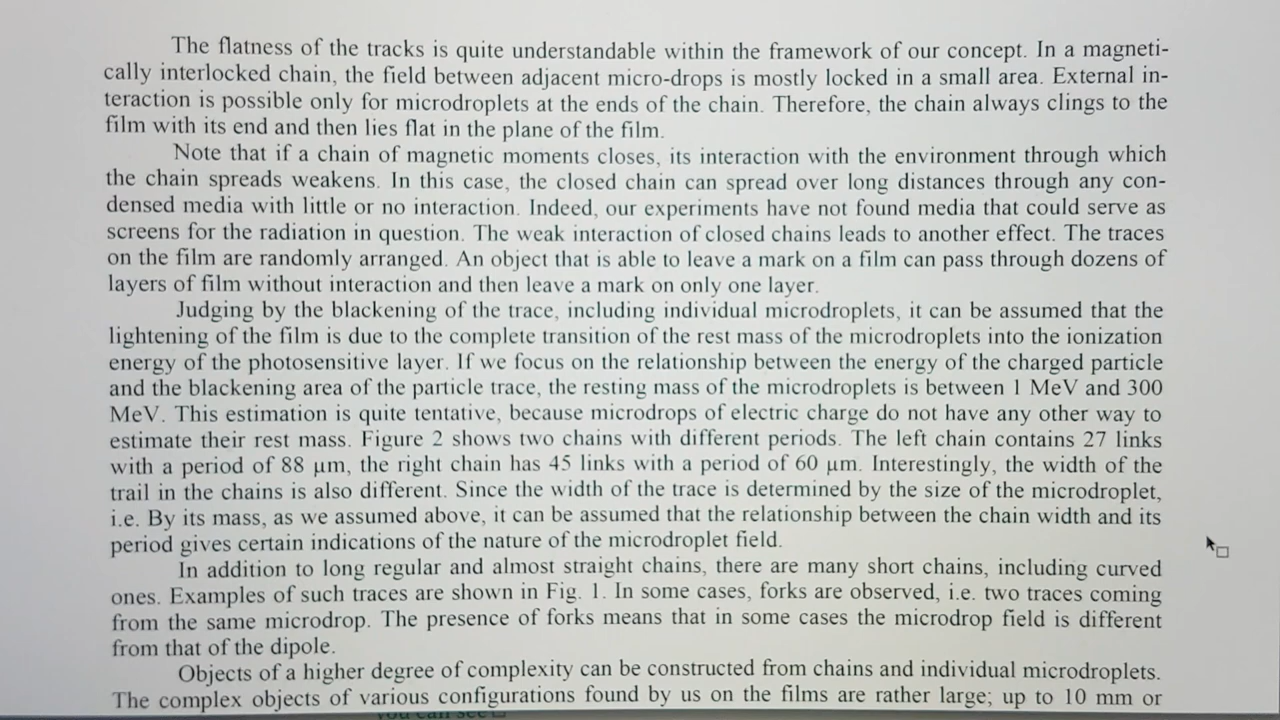 The flatness of the tracks is quite understandable within the framework of our concept. In a magneti-
cally interlocked chain, the field between adjacent micro-drops is mostly locked in a small area. External in-
teraction is possible only for microdroplets at the ends of the chain. Therefore, the chain always clings to the
film with its end and then lies flat in the plane of the film.
Note that if a chain of magnetic moments closes, its interaction with the environment through which
the chain spreads weakens. In this case, the closed chain can spread over long distances through any con-
densed media with little or no interaction. Indeed, our experiments have not found media that could serve as
screens for the radiation in question. The weak interaction of closed chains leads to another effect. The traces
on the film are randomly arranged. An object that is able to leave a mark on a film can pass through dozens of
layers of film without interaction and then leave a mark on only one layer.
Judging by the blackening of the trace, including individual microdroplets, it can be assumed that the
lightening of the film is due to the complete transition of the rest mass of the microdroplets into the ionization
energy of the photosensitive layer. If we focus on the relationship between the energy of the charged particle
and the blackening area of the particle trace, the resting mass of the microdroplets is between 1 MeV and 300
MeV. This estimation is quite tentative, because microdrops of electric charge do not have any other way to
estimate their rest mass. Figure 2 shows two chains with different periods. The left chain contains 27 links
with a period of 88 μm, the right chain has 45 links with a period of 60 μm. Interestingly, the width of the
trail in the chains is also different. Since the width of the trace is determined by the size of the microdroplet,
i.e. By its mass, as we assumed above, it can be assumed that the relationship between the chain width and its
period gives certain indications of the nature of the microdroplet field.
In addition to long regular and almost straight chains, there are many short chains, including curved
ones. Examples of such traces are shown in Fig. 1. In some cases, forks are observed, i.e. two traces coming
from the same microdrop. The presence of forks means that in some cases the microdrop field is different
from that of the dipole.
Objects of a higher degree of complexity can be constructed from chains and individual microdroplets.
The complex objects of various configurations found by us on the films are rather large; up to 10 mm or
you can see